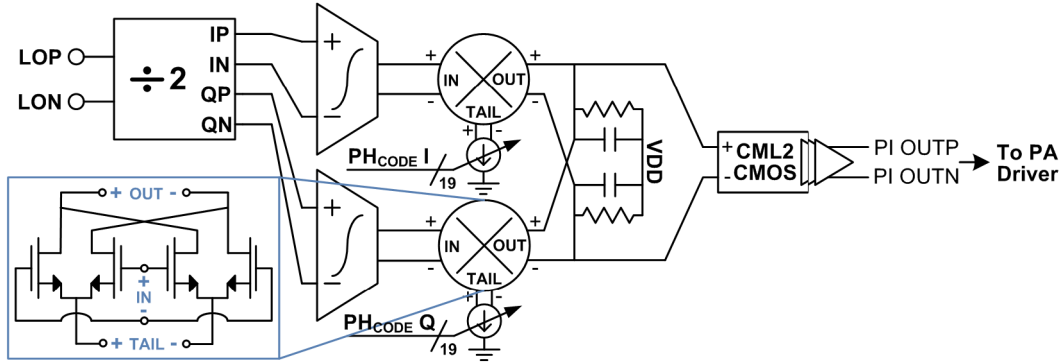 LOP
LON
÷2
IP
IN
QP
QN
+
−
+
-
IN
OUT
TAIL
+
-
+ -
PHCODE I
19
+
−
+
-
IN
OUT
TAIL
+
-
+ -
PHCODE Q
19
VDD
+
-
CML2
CMOS
PI OUTP
PI OUTN
To PA
Driver
+ OUT -
+
IN
-
+ TAIL -